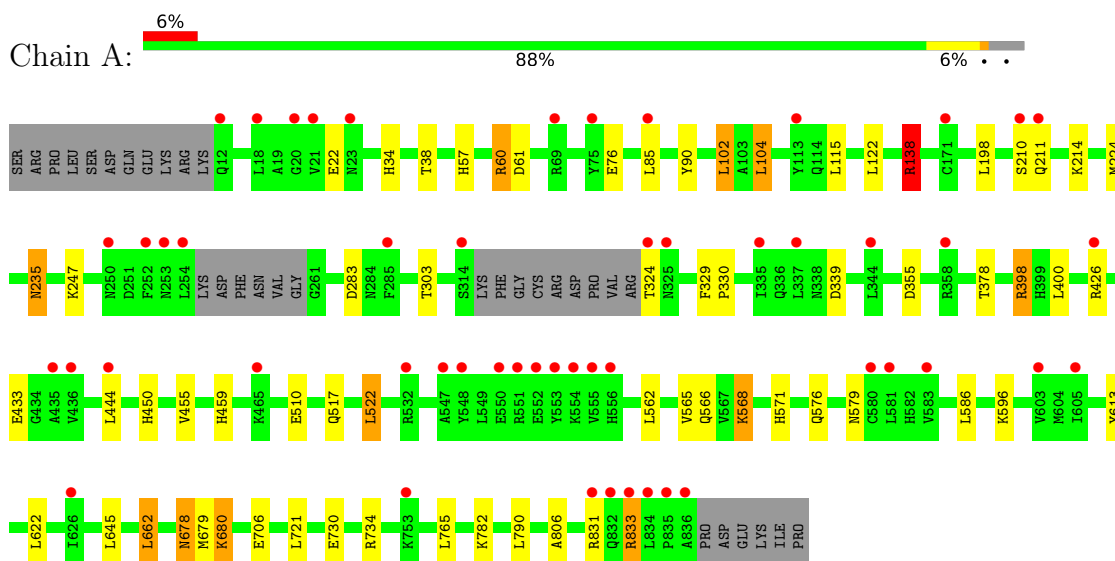 6%
Chain A:
88% 6% • •
SER ARG PRO LEU SER ASP GLN GLU LYS ARG LYS Q12 L18 A19 G20 V21 E22 N23 H34 T38 H57 R60 D61 R69 Y75 E76 L85 Y90 L102 A103 L104 Y113 Q114 L115 L122 R138 C171 L198 S210 Q211 K214 M224
N235 K247 N250 D251 F252 N253 L254 LYS ASP PHE ASN VAL GLY G261 D283 N284 F285 T303 S314 LYS PHE GLY CYS ARG ASP PRO VAL ARG T324 N325 F329 P330 I335 Q336 L337 N338 D339 L344 D355 R358 T378 R398 H399 L400 R426
E433 G434 A435 V436 L444 H450 V455 H459 K465 E510 Q517 L522 R532 A547 Y548 L549 E550 R551 E552 Y553 K554 V555 H556 L562 V565 Q566 V567 K568 H571 Q576 N579 C580 L581 H582 V583 L586 K596 V603 M604 I605 Y613
L622 I626 L645 L662 N678 M679 K680 E706 L721 E730 R734 K753 L765 K782 L790 A806 R831 Q832 R833 L834 P835 A836 PRO ASP GLU LYS ILE PRO